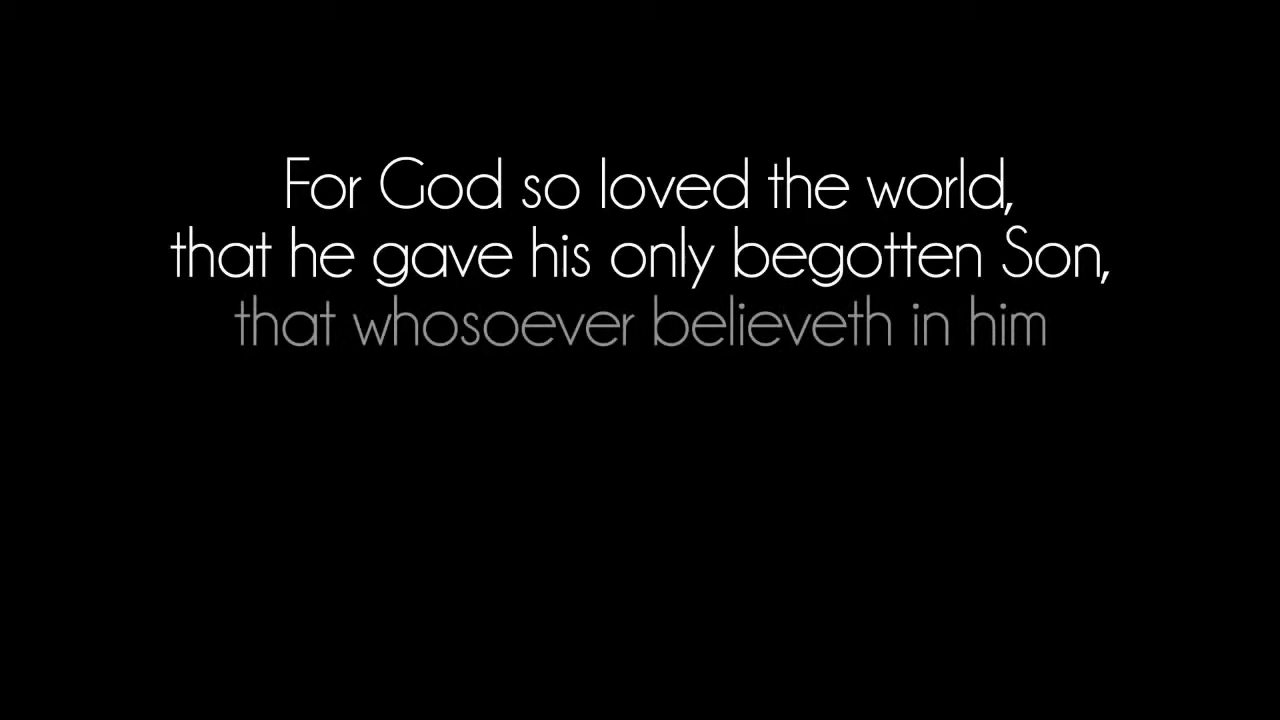 For God so loved the world,
that he gave his only begotten Son,
that whosoever believeth in him